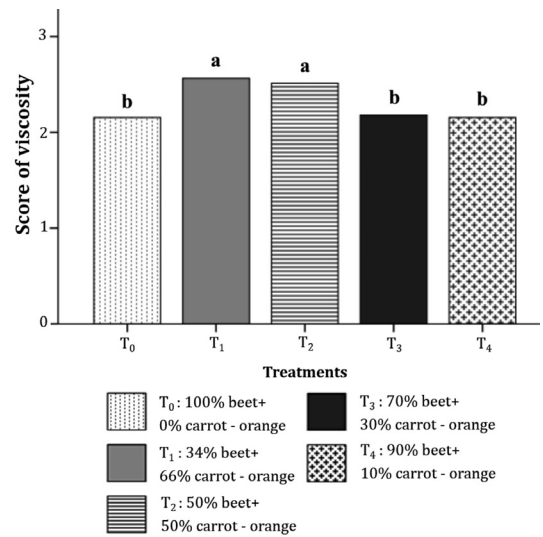 Score of viscosity
3
2
1
0
b
a
a
b
b
T₀
T₁
T₂
T₃
T₄
Treatments
T₀ : 100% beet+
0% carrot - orange
T₁ : 34% beet+
66% carrot - orange
T₂ : 50% beet+
50% carrot - orange
T₃ : 70% beet+
30% carrot - orange
T₄ : 90% beet+
10% carrot - orange